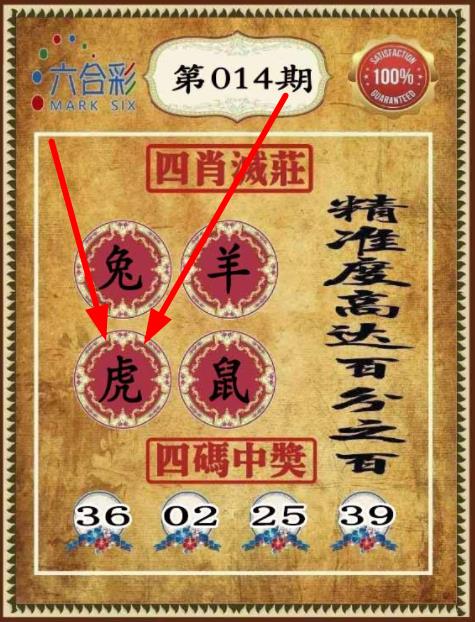 六合彩
MARK SIX
第014期
SATISFACTION
100%
GUARANTEED
四肖滅莊
兔 羊
虎 鼠
精准度高达百分之百
四碼中獎
36 02 25 39